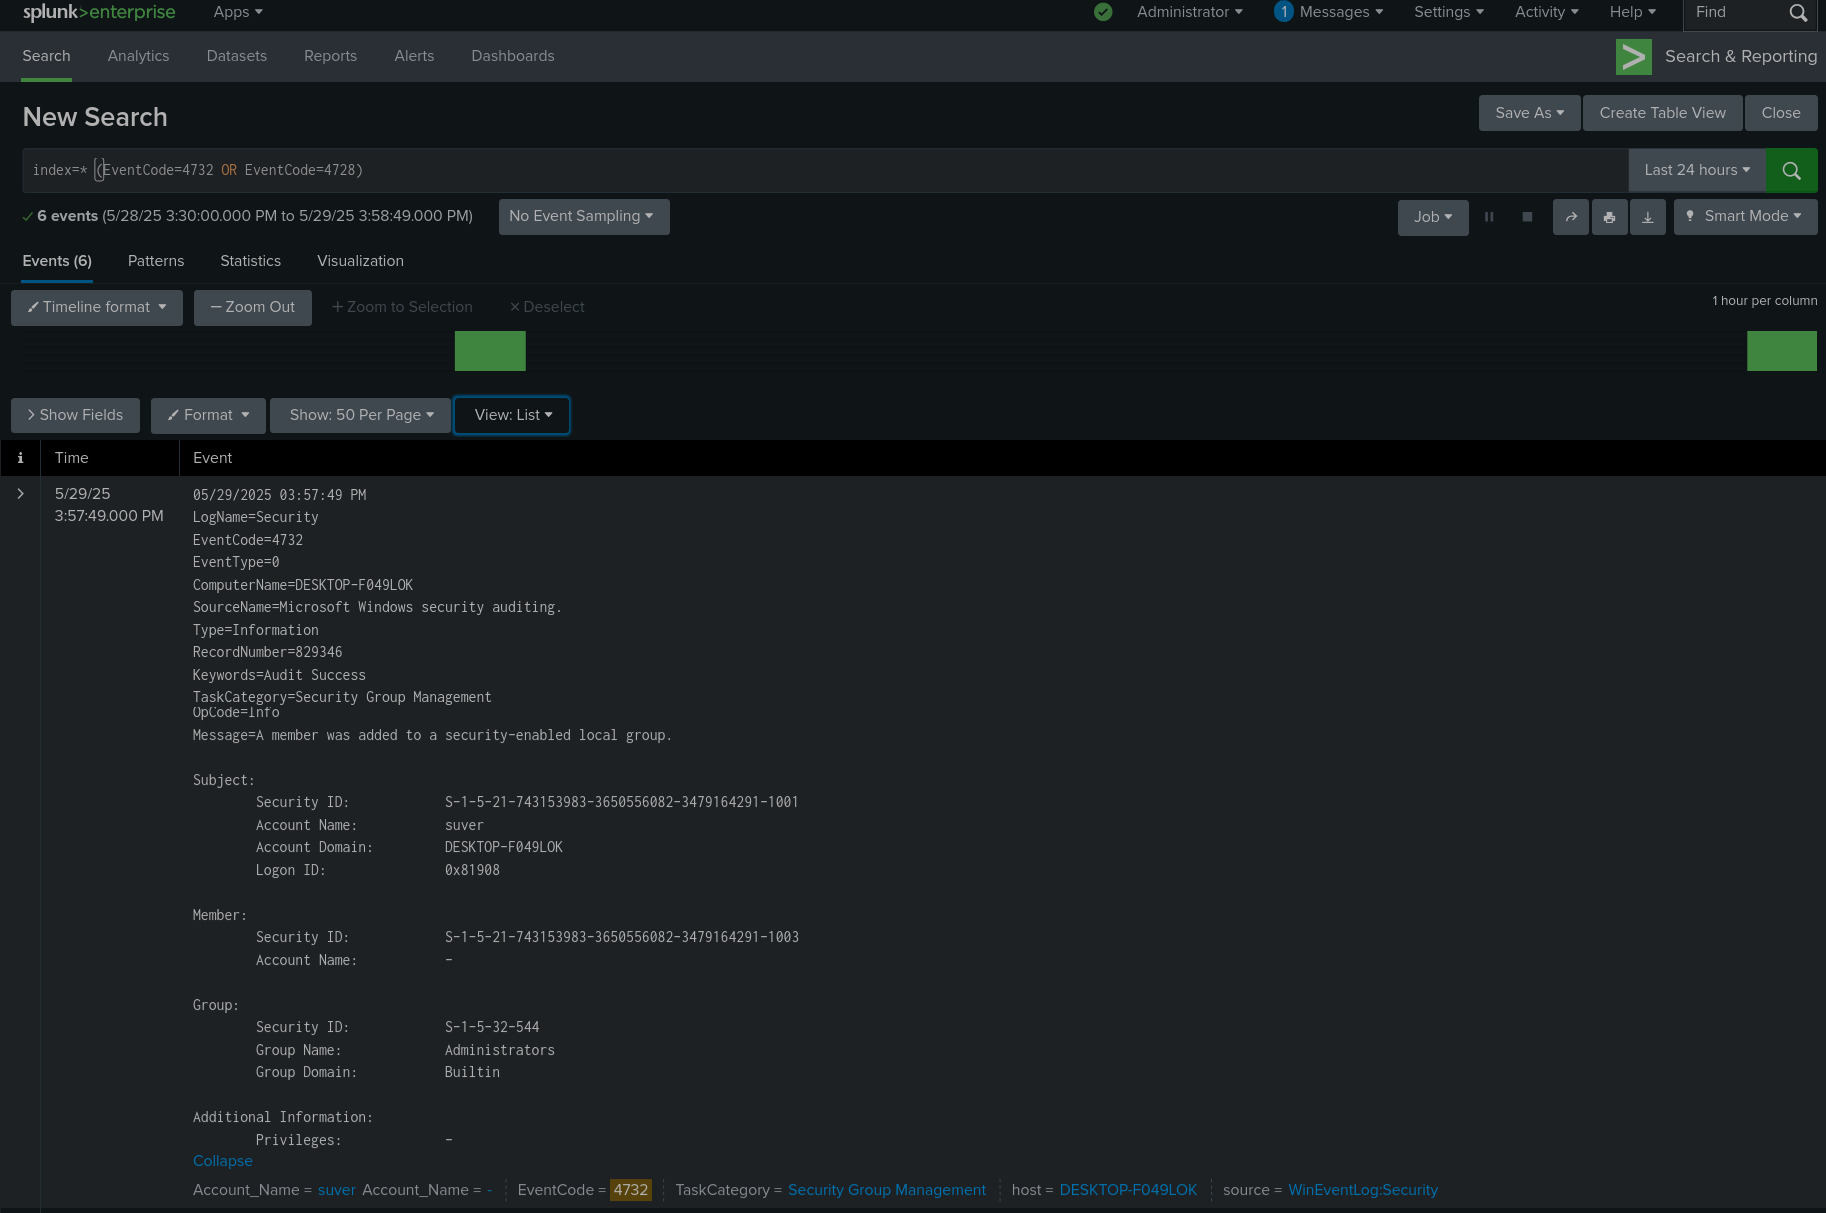 splunk>enterprise Apps Administrator 1 Messages Settings Activity Help Find
Search Analytics Datasets Reports Alerts Dashboards > Search & Reporting
New Search Save As Create Table View Close
index=* (EventCode=4732 OR EventCode=4728) Last 24 hours
6 events (5/28/25 3:30:00.000 PM to 5/29/25 3:58:49.000 PM) No Event Sampling Job Smart Mode
Events (6) Patterns Statistics Visualization
Timeline format — Zoom Out + Zoom to Selection × Deselect 1 hour per column
> Show Fields Format Show: 50 Per Page View: List
i Time Event
> 5/29/25 05/29/2025 03:57:49 PM
3:57:49.000 PM LogName=Security
EventCode=4732
EventType=0
ComputerName=DESKTOP-F049LOK
SourceName=Microsoft Windows security auditing.
Type=Information
RecordNumber=829346
Keywords=Audit Success
TaskCategory=Security Group Management
OpCode=Info
Message=A member was added to a security-enabled local group.
Subject:
Security ID: S-1-5-21-743153983-3650556082-3479164291-1001
Account Name: suver
Account Domain: DESKTOP-F049LOK
Logon ID: 0x81908
Member:
Security ID: S-1-5-21-743153983-3650556082-3479164291-1003
Account Name: -
Group:
Security ID: S-1-5-32-544
Group Name: Administrators
Group Domain: Builtin
Additional Information:
Privileges: -
Collapse
Account_Name = suver Account_Name = - EventCode = 4732 TaskCategory = Security Group Management host = DESKTOP-F049LOK source = WinEventLog:Security